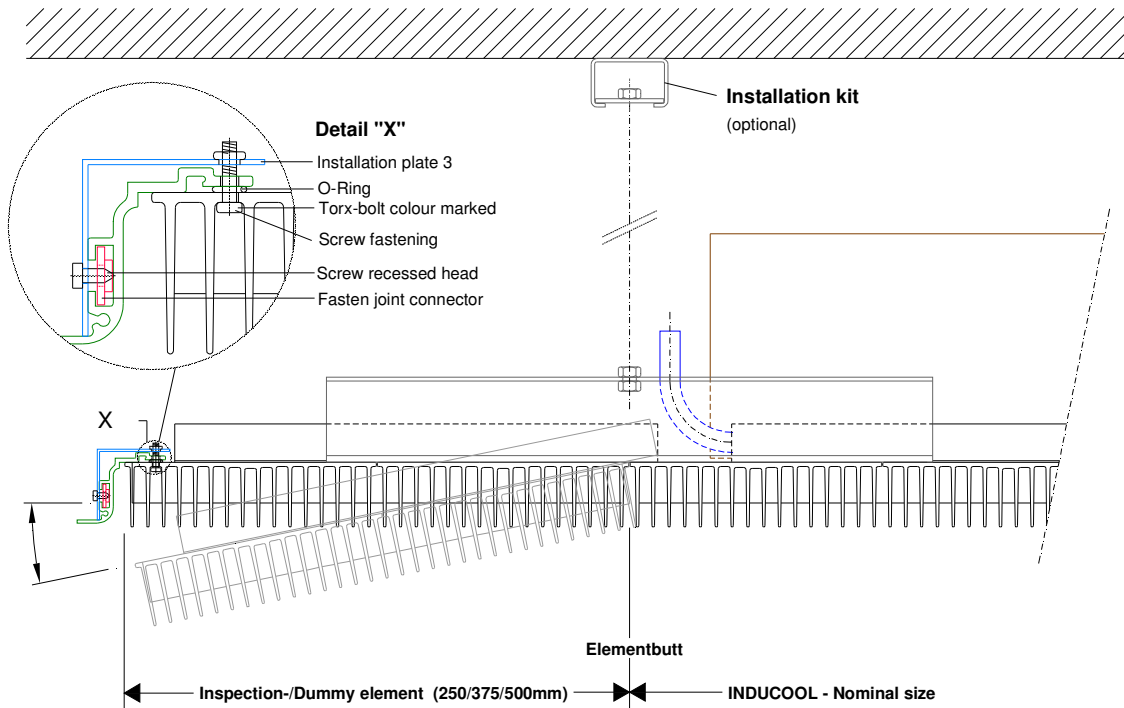 Installation kit
(optional)
Detail "X"
Installation plate 3
O-Ring
Torx-bolt colour marked
Screw fastening
Screw recessed head
Fasten joint connector
X
Elementbutt
Inspection-/Dummy element (250/375/500mm)
INDUCOOL - Nominal size